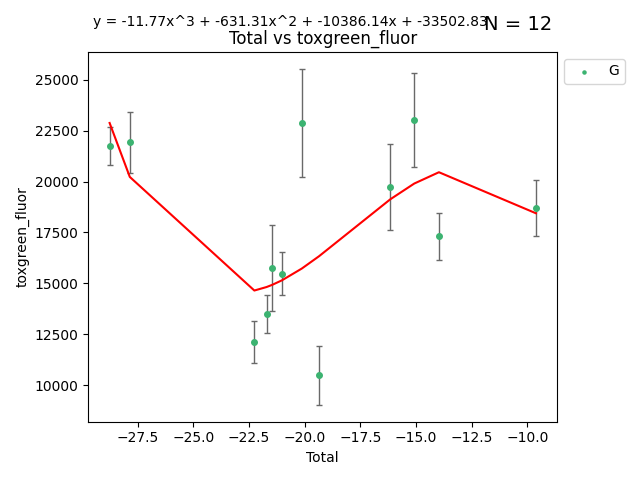 y = -11.77x^3 + -631.31x^2 + -10386.14x + -33502.83
N = 12
Total vs toxgreen_fluor
G
25000
22500
20000
17500
15000
12500
10000
toxgreen_fluor
−27.5 −25.0 −22.5 −20.0 −17.5 −15.0 −12.5 −10.0
Total